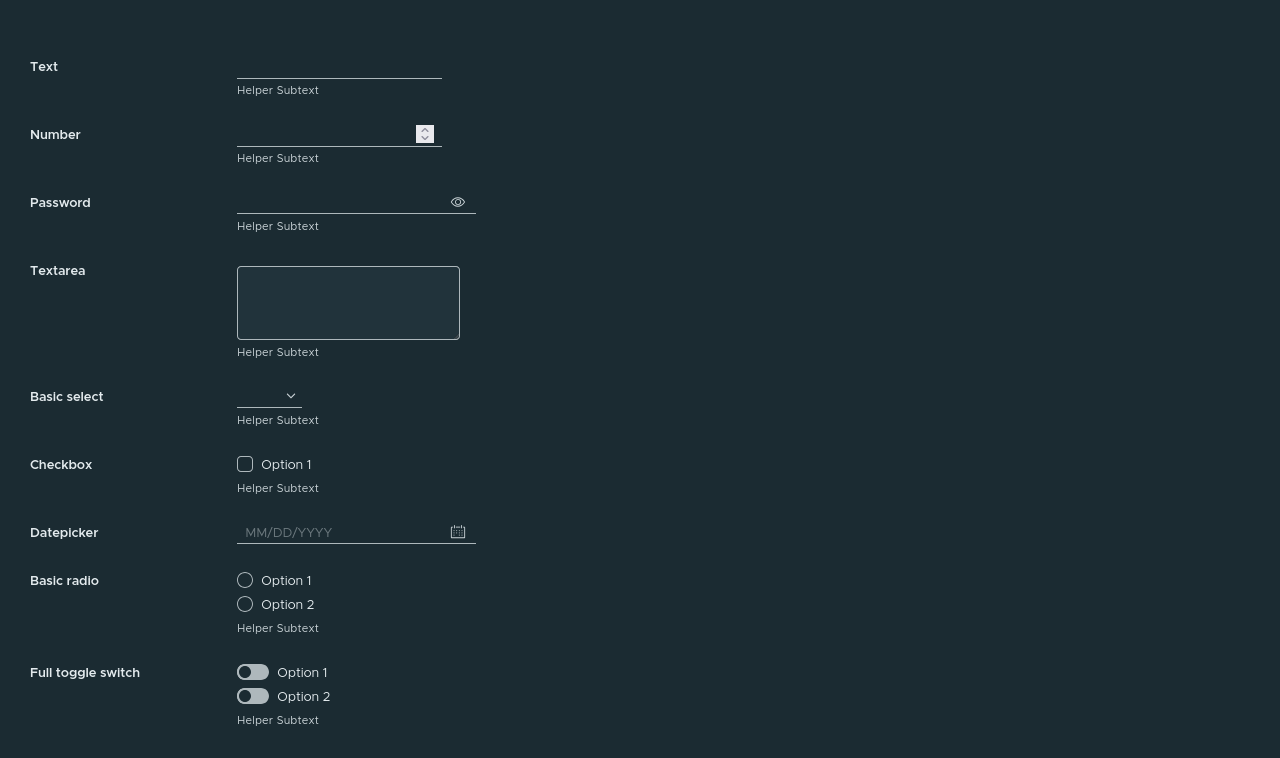 Text
Helper Subtext
Number
Helper Subtext
Password
Helper Subtext
Textarea
Helper Subtext
Basic select
Helper Subtext
Checkbox
Option 1
Helper Subtext
Datepicker
MM/DD/YYYY
Basic radio
Option 1
Option 2
Helper Subtext
Full toggle switch
Option 1
Option 2
Helper Subtext